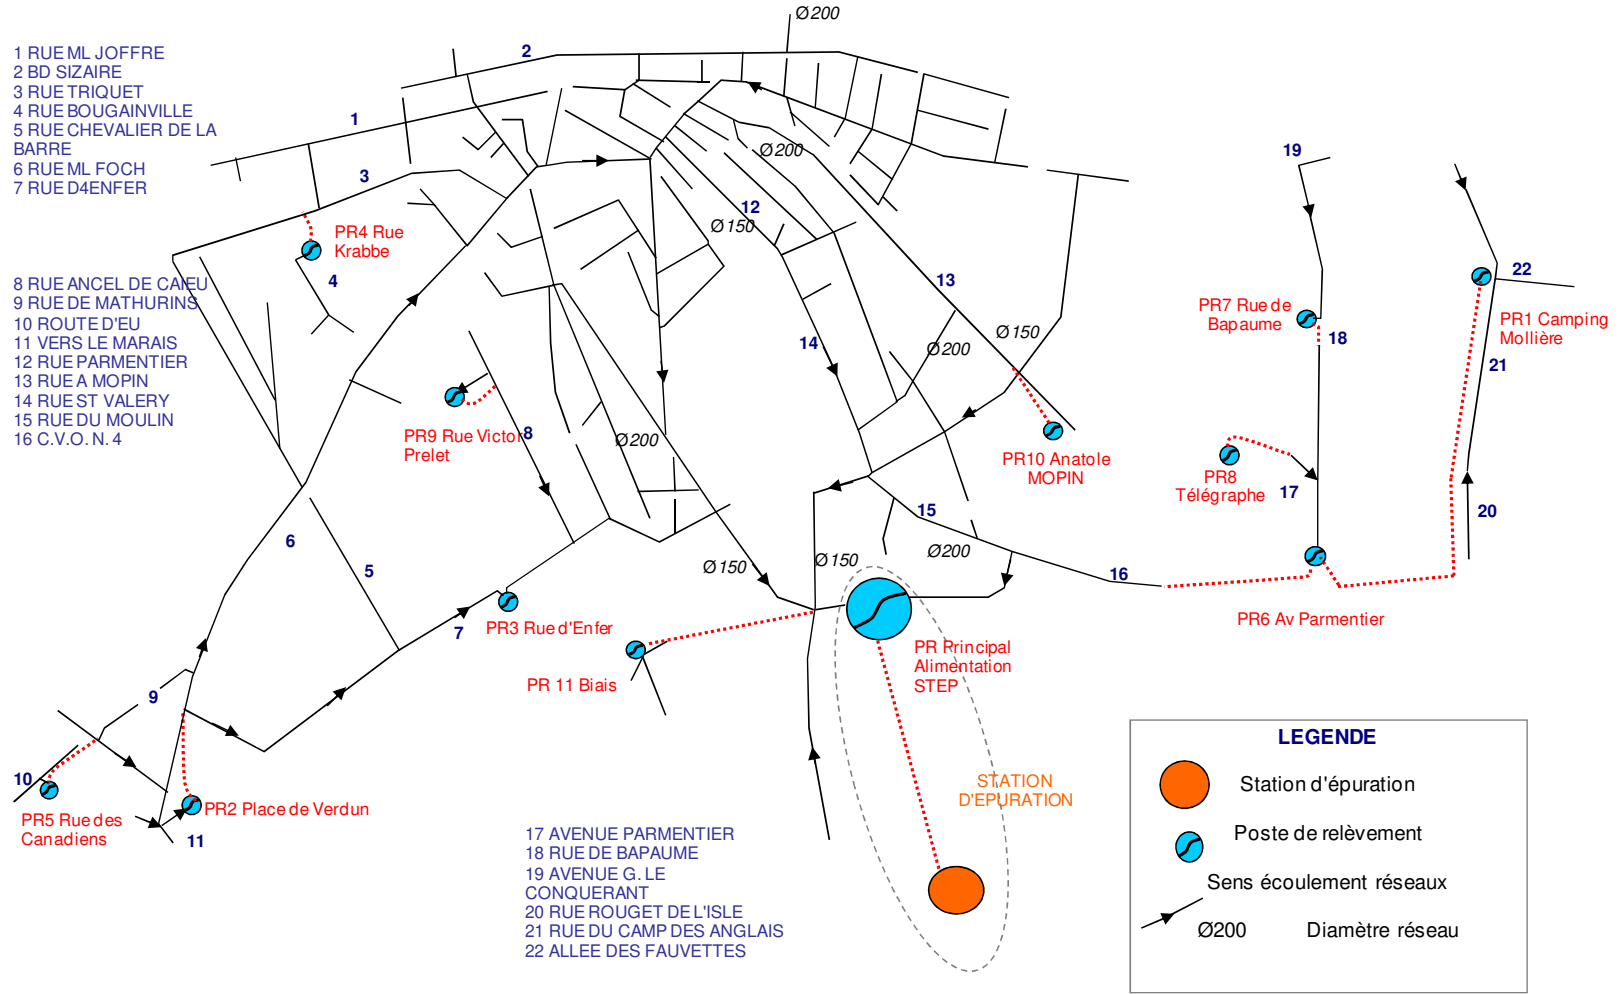 Ø200
1 RUE ML JOFFRE
2 BD SIZAIRE
3 RUE TRIQUET
4 RUE BOUGAINVILLE
5 RUE CHEVALIER DE LA
BARRE
6 RUE ML FOCH
7 RUE D4ENFER
2
1
3
Ø200
12
Ø150
19
PR4 Rue
Krabbe
4
8 RUE ANCEL DE CAIEU
9 RUE DE MATHURINS
10 ROUTE D'EU
11 VERS LE MARAIS
12 RUE PARMENTIER
13 RUE A MOPIN
14 RUE ST VALERY
15 RUE DU MOULIN
16 C.V.O. N. 4
13
14
Ø150
Ø200
22
PR7 Rue de
Bapaume
18
PR1 Camping
Mollière
21
PR9 Rue Victor
Prelet
8
Ø200
PR10 Anatole
MOPIN
PR8
Télégraphe
17
20
15
6
5
Ø150
Ø150
Ø200
16
7
PR3 Rue d'Enfer
PR6 Av Parmentier
PR 11 Biais
PR Principal
Alimentation
STEP
9
10
PR5 Rue des
Canadiens
PR2 Place de Verdun
11
STATION
D'EPURATION
17 AVENUE PARMENTIER
18 RUE DE BAPAUME
19 AVENUE G. LE
CONQUERANT
20 RUE ROUGET DE L'ISLE
21 RUE DU CAMP DES ANGLAIS
22 ALLEE DES FAUVETTES
LEGENDE
Station d'épuration
Poste de relèvement
Sens écoulement réseaux
Ø200 Diamètre réseau